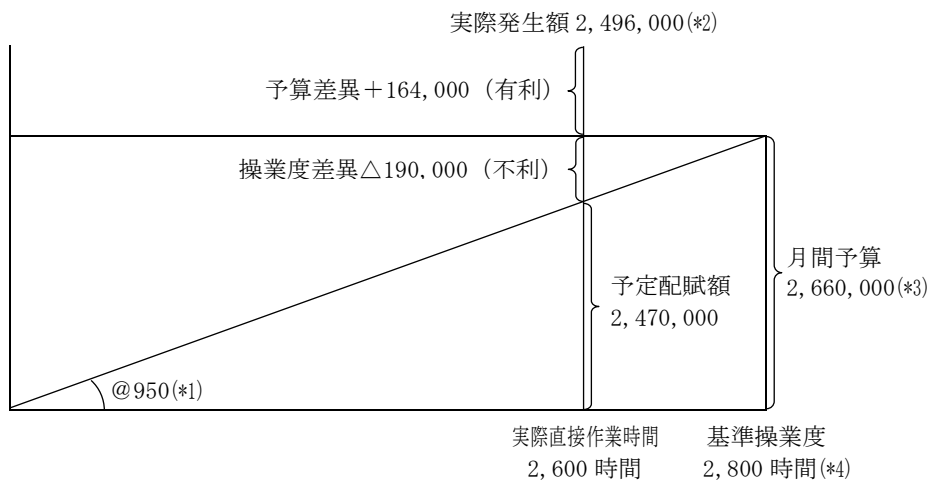 実際発生額 2,496,000(*2)
予算差異＋164,000（有利）
操業度差異△190,000（不利）
月間予算
2,660,000(*3)
予定配賦額
2,470,000
@950(*1)
実際直接作業時間
2,600 時間
基準操業度
2,800 時間(*4)